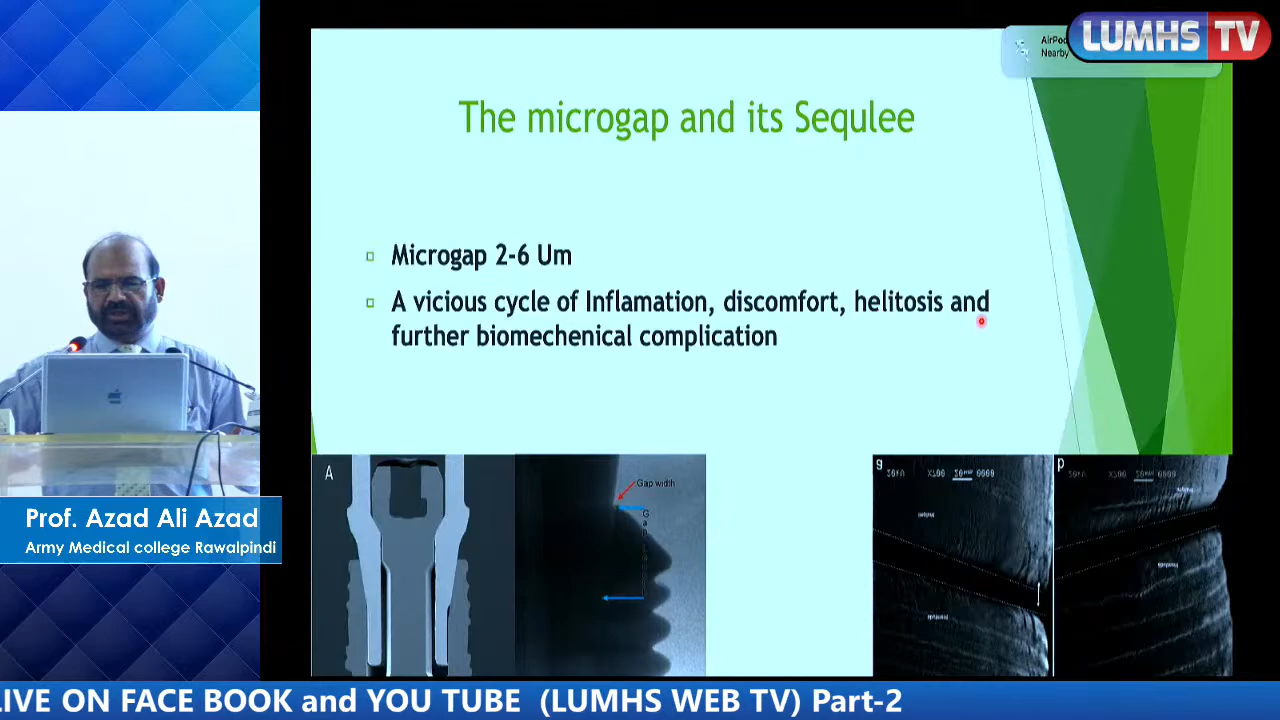 LUMHS TV
AirPod
Nearby
The microgap and its Sequlee
Microgap 2-6 Um
A vicious cycle of Inflamation, discomfort, helitosis and
further biomechenical complication
A
Gap width
Prof. Azad Ali Azad
Army Medical college Rawalpindi
LIVE ON FACE BOOK and YOU TUBE (LUMHS WEB TV) Part-2